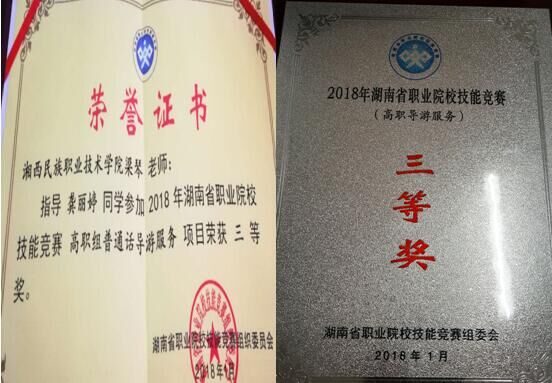 荣誉证书
湘西民族职业技术学院梁琴 老师：
指导 龚丽婷 同学参加 2018 年湖南省职业院校
技能竞赛 高职组普通话导游服务 项目荣获 三 等
奖。
湖南省职业院校技能竞赛组织委员会
2018年1月
2018年湖南省职业院校技能竞赛
（高职导游服务）
三
等
奖
湖南省职业院校技能竞赛组委会
2018 年 1月